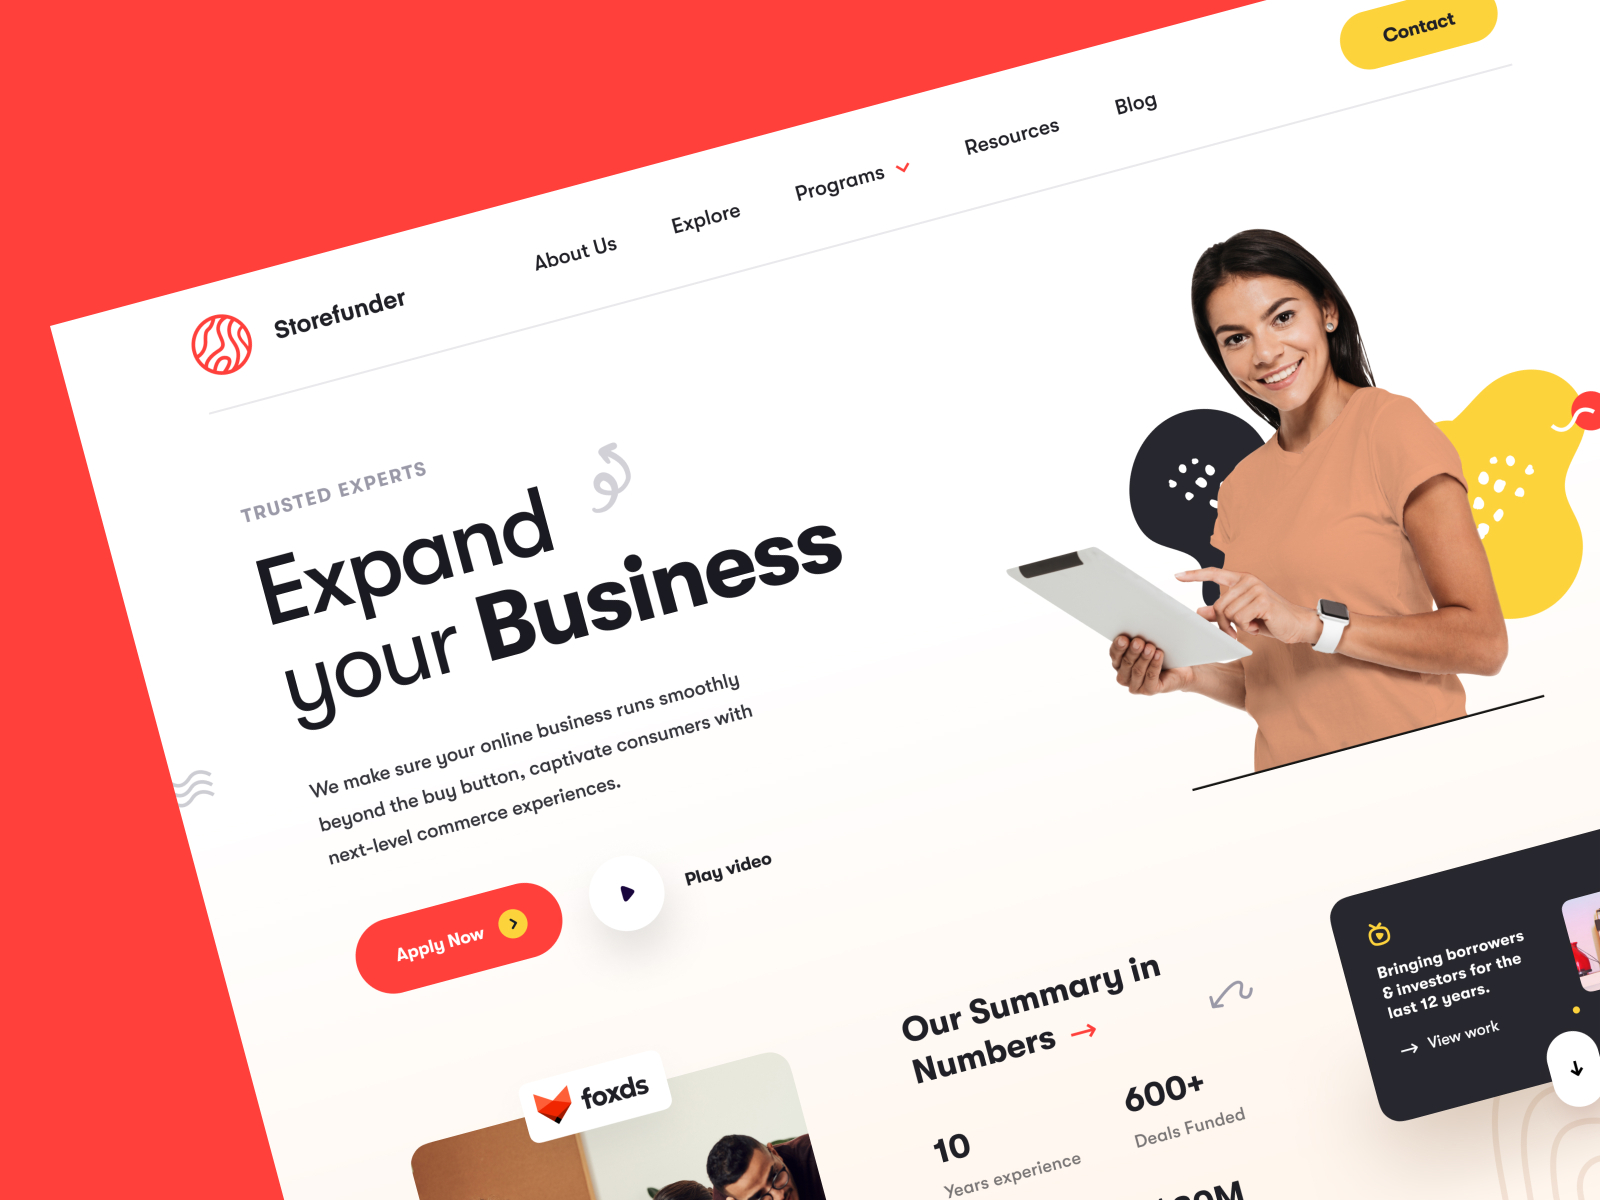 Contact
Storefunder
About Us
Explore
Programs
Resources
Blog
TRUSTED EXPERTS
Expand
your Business
We make sure your online business runs smoothly
beyond the buy button, captivate consumers with
next-level commerce experiences.
Apply Now
Play video
foxds
Our Summary in
Numbers →
10
Years experience
600+
Deals Funded
Bringing borrowers
& investors for the
last 12 years.
→ View work